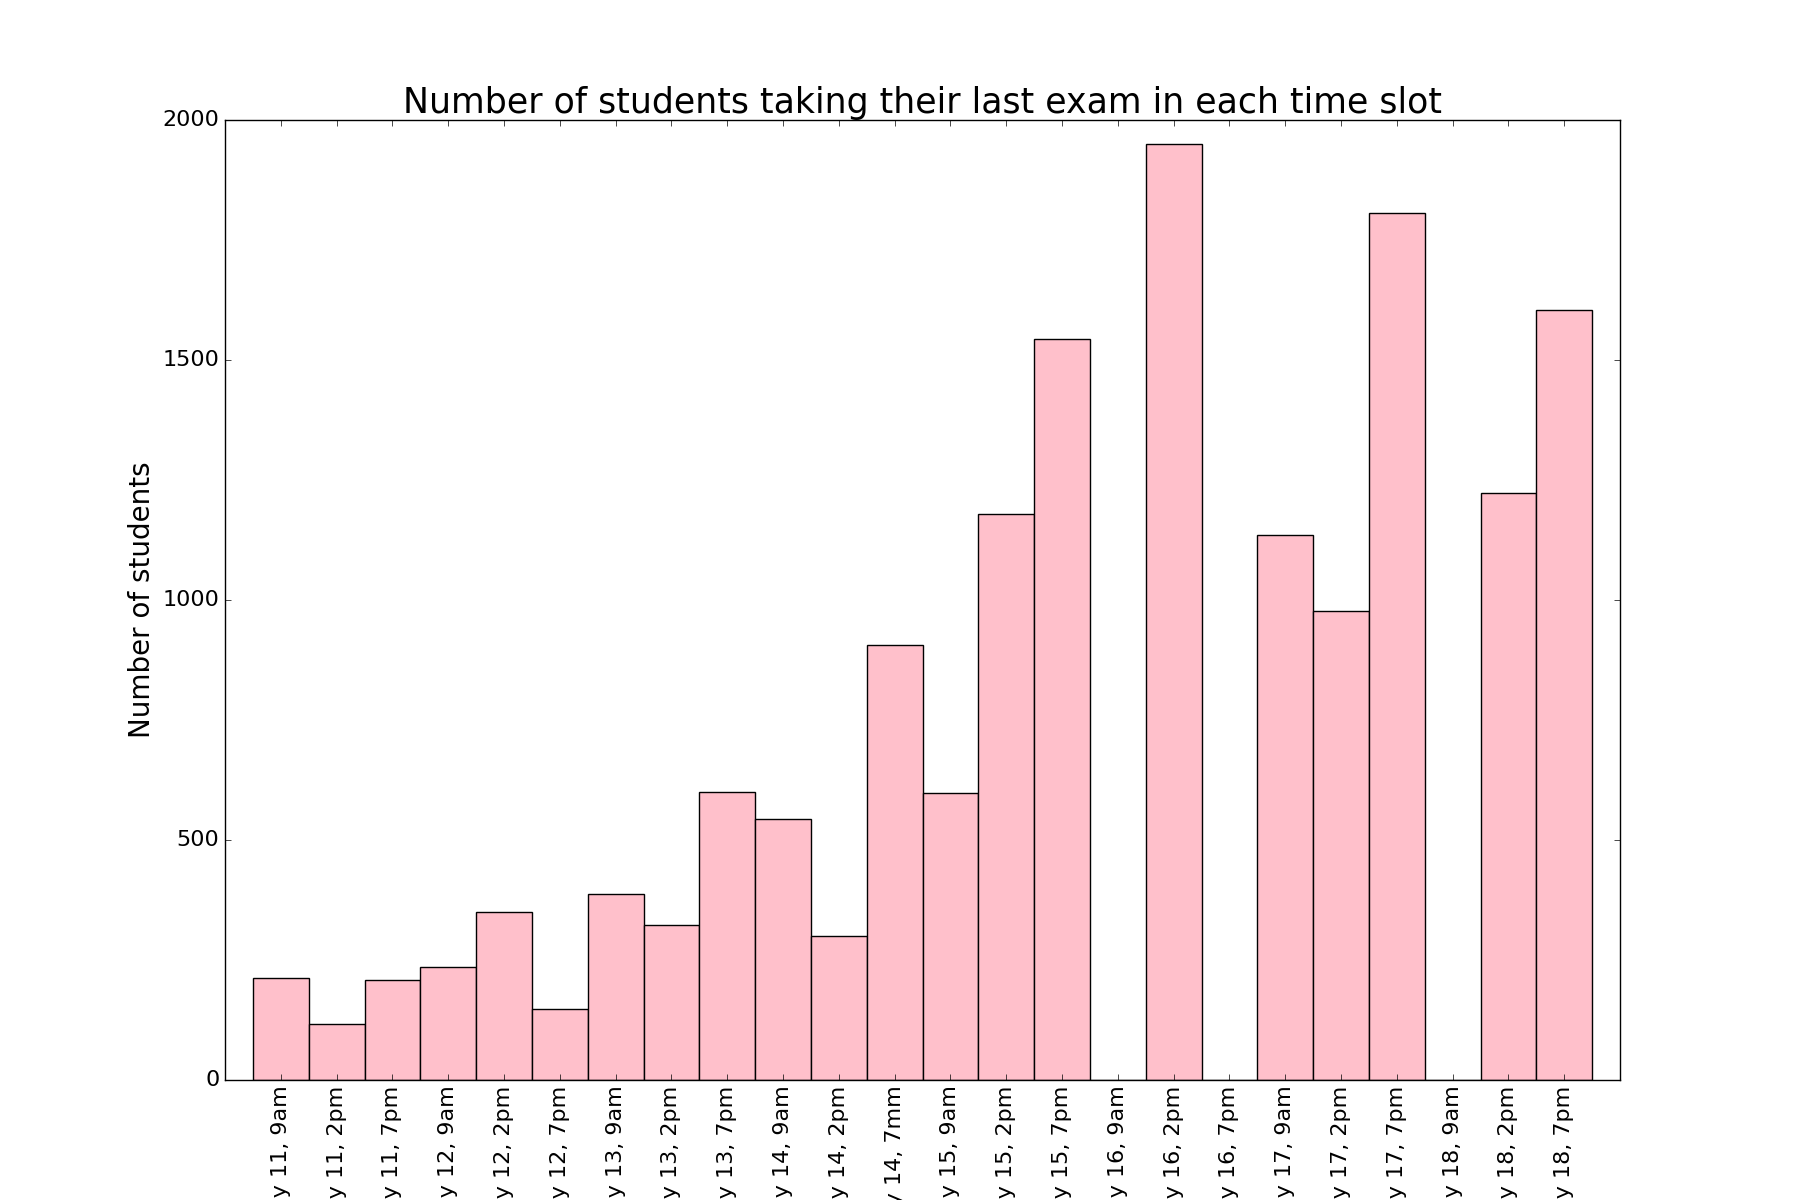 Number of students taking their last exam in each time slot
Number of students
2000
1500
1000
500
0
y 11, 9am
y 11, 2pm
y 11, 7pm
y 12, 9am
y 12, 2pm
y 12, 7pm
y 13, 9am
y 13, 2pm
y 13, 7pm
y 14, 9am
y 14, 2pm
y 14, 7mm
y 15, 9am
y 15, 2pm
y 15, 7pm
y 16, 9am
y 16, 2pm
y 16, 7pm
y 17, 9am
y 17, 2pm
y 17, 7pm
y 18, 9am
y 18, 2pm
y 18, 7pm